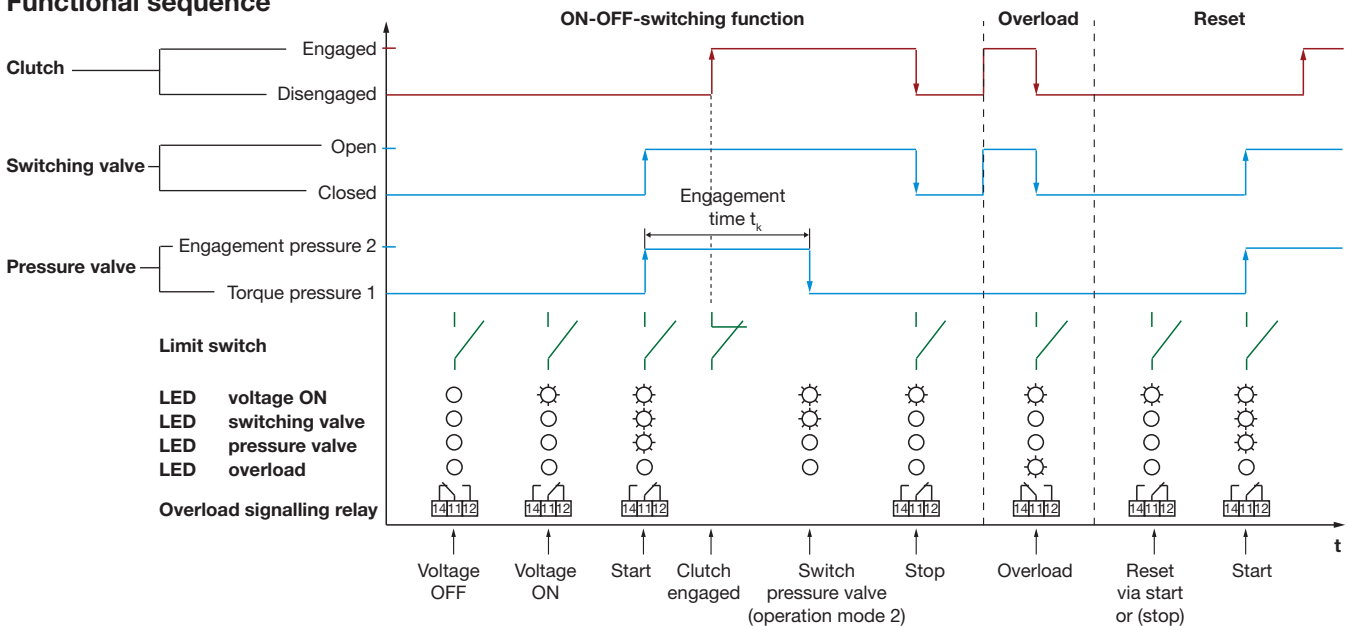 Functional sequence
ON-OFF-switching function
Overload
Reset
Clutch
Engaged
Disengaged
Switching valve
Open
Closed
Engagement
time tk
Pressure valve
Engagement pressure 2
Torque pressure 1
Limit switch
LED voltage ON
LED switching valve
LED pressure valve
LED overload
Overload signalling relay
14 11 12
14 11 12
14 11 12
14 11 12
14 11 12
14 11 12
14 11 12
t
Voltage
OFF
Voltage
ON
Start
Clutch
engaged
Switch
pressure valve
(operation mode 2)
Stop
Overload
Reset
via start
or (stop)
Start